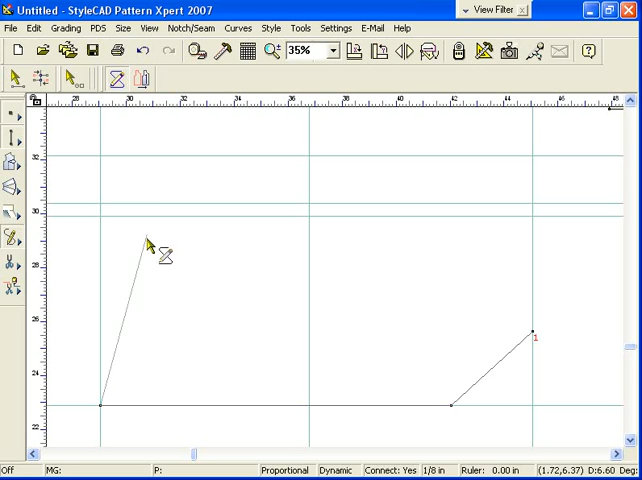 Untitled - StyleCAD Pattern Xpert 2007
View Filter
File Edit Grading PDS Size View Notch/Seam Curves Style Tools Settings E-Mail Help
35%
28 30 32 34 36 38 40 42 44 46 48
32
30
28
26
24
22
1
Off MG: P: Proportional Dynamic Connect: Yes 1/8 in Ruler: 0.00 in (1.72,6.37) D:6.60 Deg: